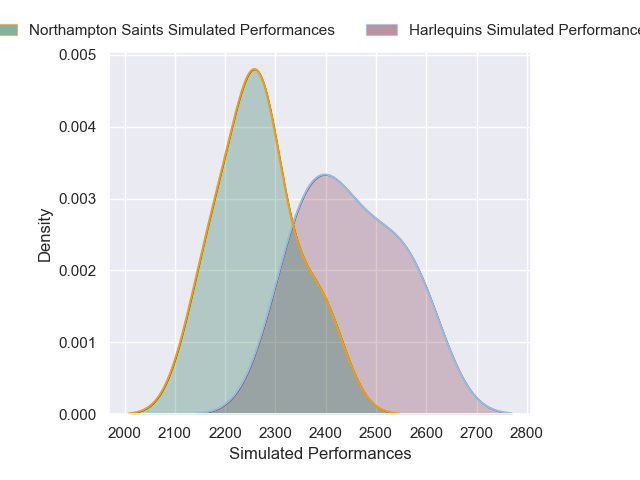 Northampton Saints Simulated Performances
Harlequins Simulated Performance
0.005
0.004
0.003
0.002
0.001
0.000
Density
2000 2100 2200 2300 2400 2500 2600 2700 2800
Simulated Performances